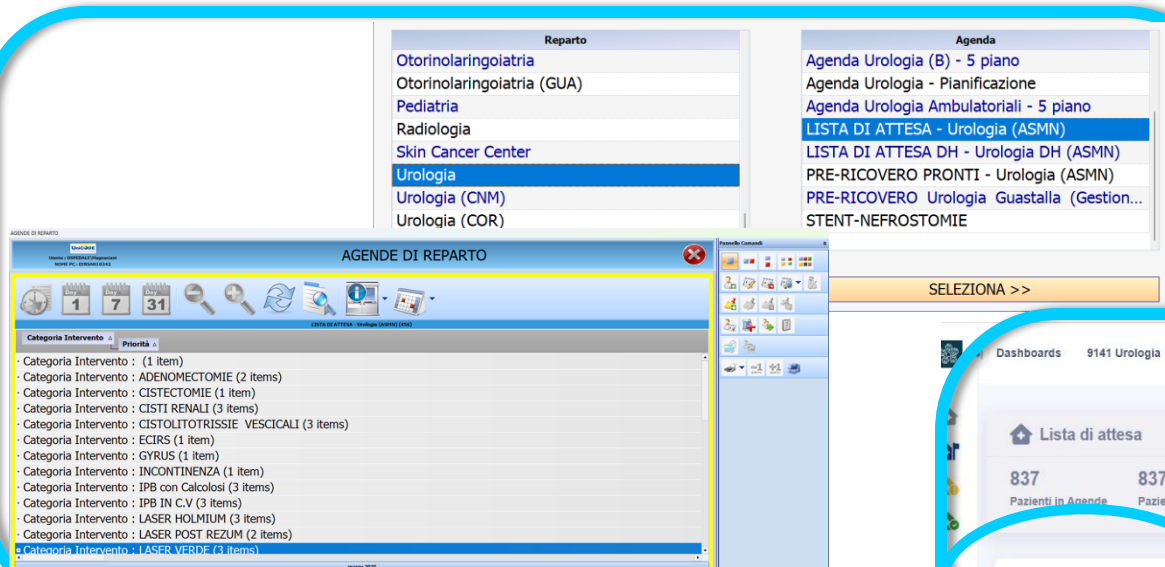 Reparto
Otorinolaringoiatria
Otorinolaringoiatria (GUA)
Pediatria
Radiologia
Skin Cancer Center
Urologia
Urologia (CNM)
Urologia (COR)
Agenda
Agenda Urologia (B) - 5 piano
Agenda Urologia - Pianificazione
Agenda Urologia Ambulatoriali - 5 piano
LISTA DI ATTESA - Urologia (ASMN)
LISTA DI ATTESA DH - Urologia DH (ASMN)
PRE-RICOVERO PRONTI - Urologia (ASMN)
PRE-RICOVERO Urologia Guastalla (Gestion...
STENT-NEFROSTOMIE
SELEZIONA >>
AGENDE DI REPARTO
AGENDE DI REPARTO
Pannello Comandi
1
7
31
LISTA DI ATTESA - Urologia (ASMN) (456)
Categoria Intervento
Priorità
Categoria Intervento : (1 item)
Categoria Intervento : ADENOMECTOMIE (2 items)
Categoria Intervento : CISTECTOMIE (1 item)
Categoria Intervento : CISTI RENALI (3 items)
Categoria Intervento : CISTOLITOTRISSIE VESCICALI (3 items)
Categoria Intervento : ECIRS (1 item)
Categoria Intervento : GYRUS (1 item)
Categoria Intervento : INCONTINENZA (1 item)
Categoria Intervento : IPB con Calcolosi (3 items)
Categoria Intervento : IPB IN C.V (3 items)
Categoria Intervento : LASER HOLMIUM (3 items)
Categoria Intervento : LASER POST REZUM (2 items)
Categoria Intervento : LASER VERDE (3 items)
Dashboards 9141 Urologia
Lista di attesa
837 837
Pazienti in Agende